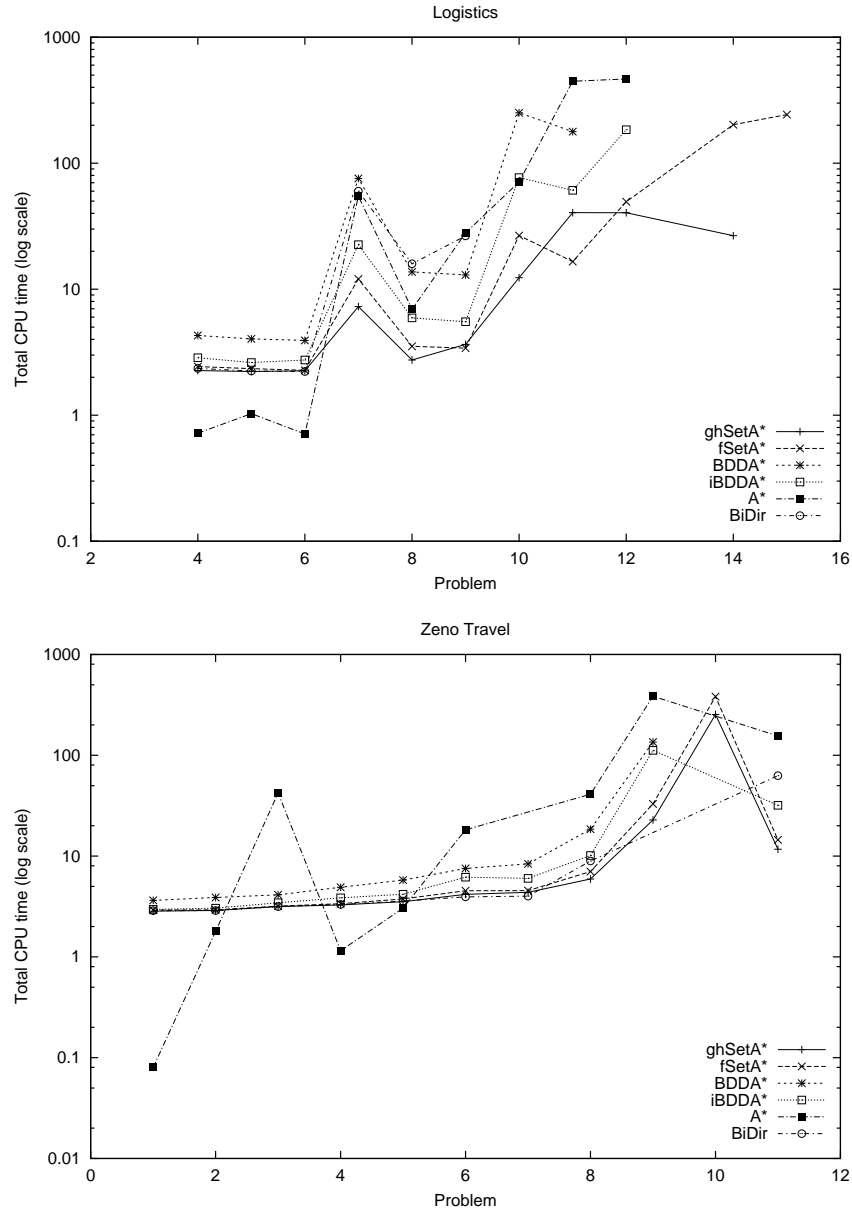 Logistics
1000
100
10
1
0.1
Total CPU time (log scale)
ghSetA*
fSetA*
BDDA*
iBDDA*
A*
BiDir
2 4 6 8 10 12 14 16
Problem
Zeno Travel
1000
100
10
1
0.1
0.01
Total CPU time (log scale)
ghSetA*
fSetA*
BDDA*
iBDDA*
A*
BiDir
0 2 4 6 8 10 12
Problem